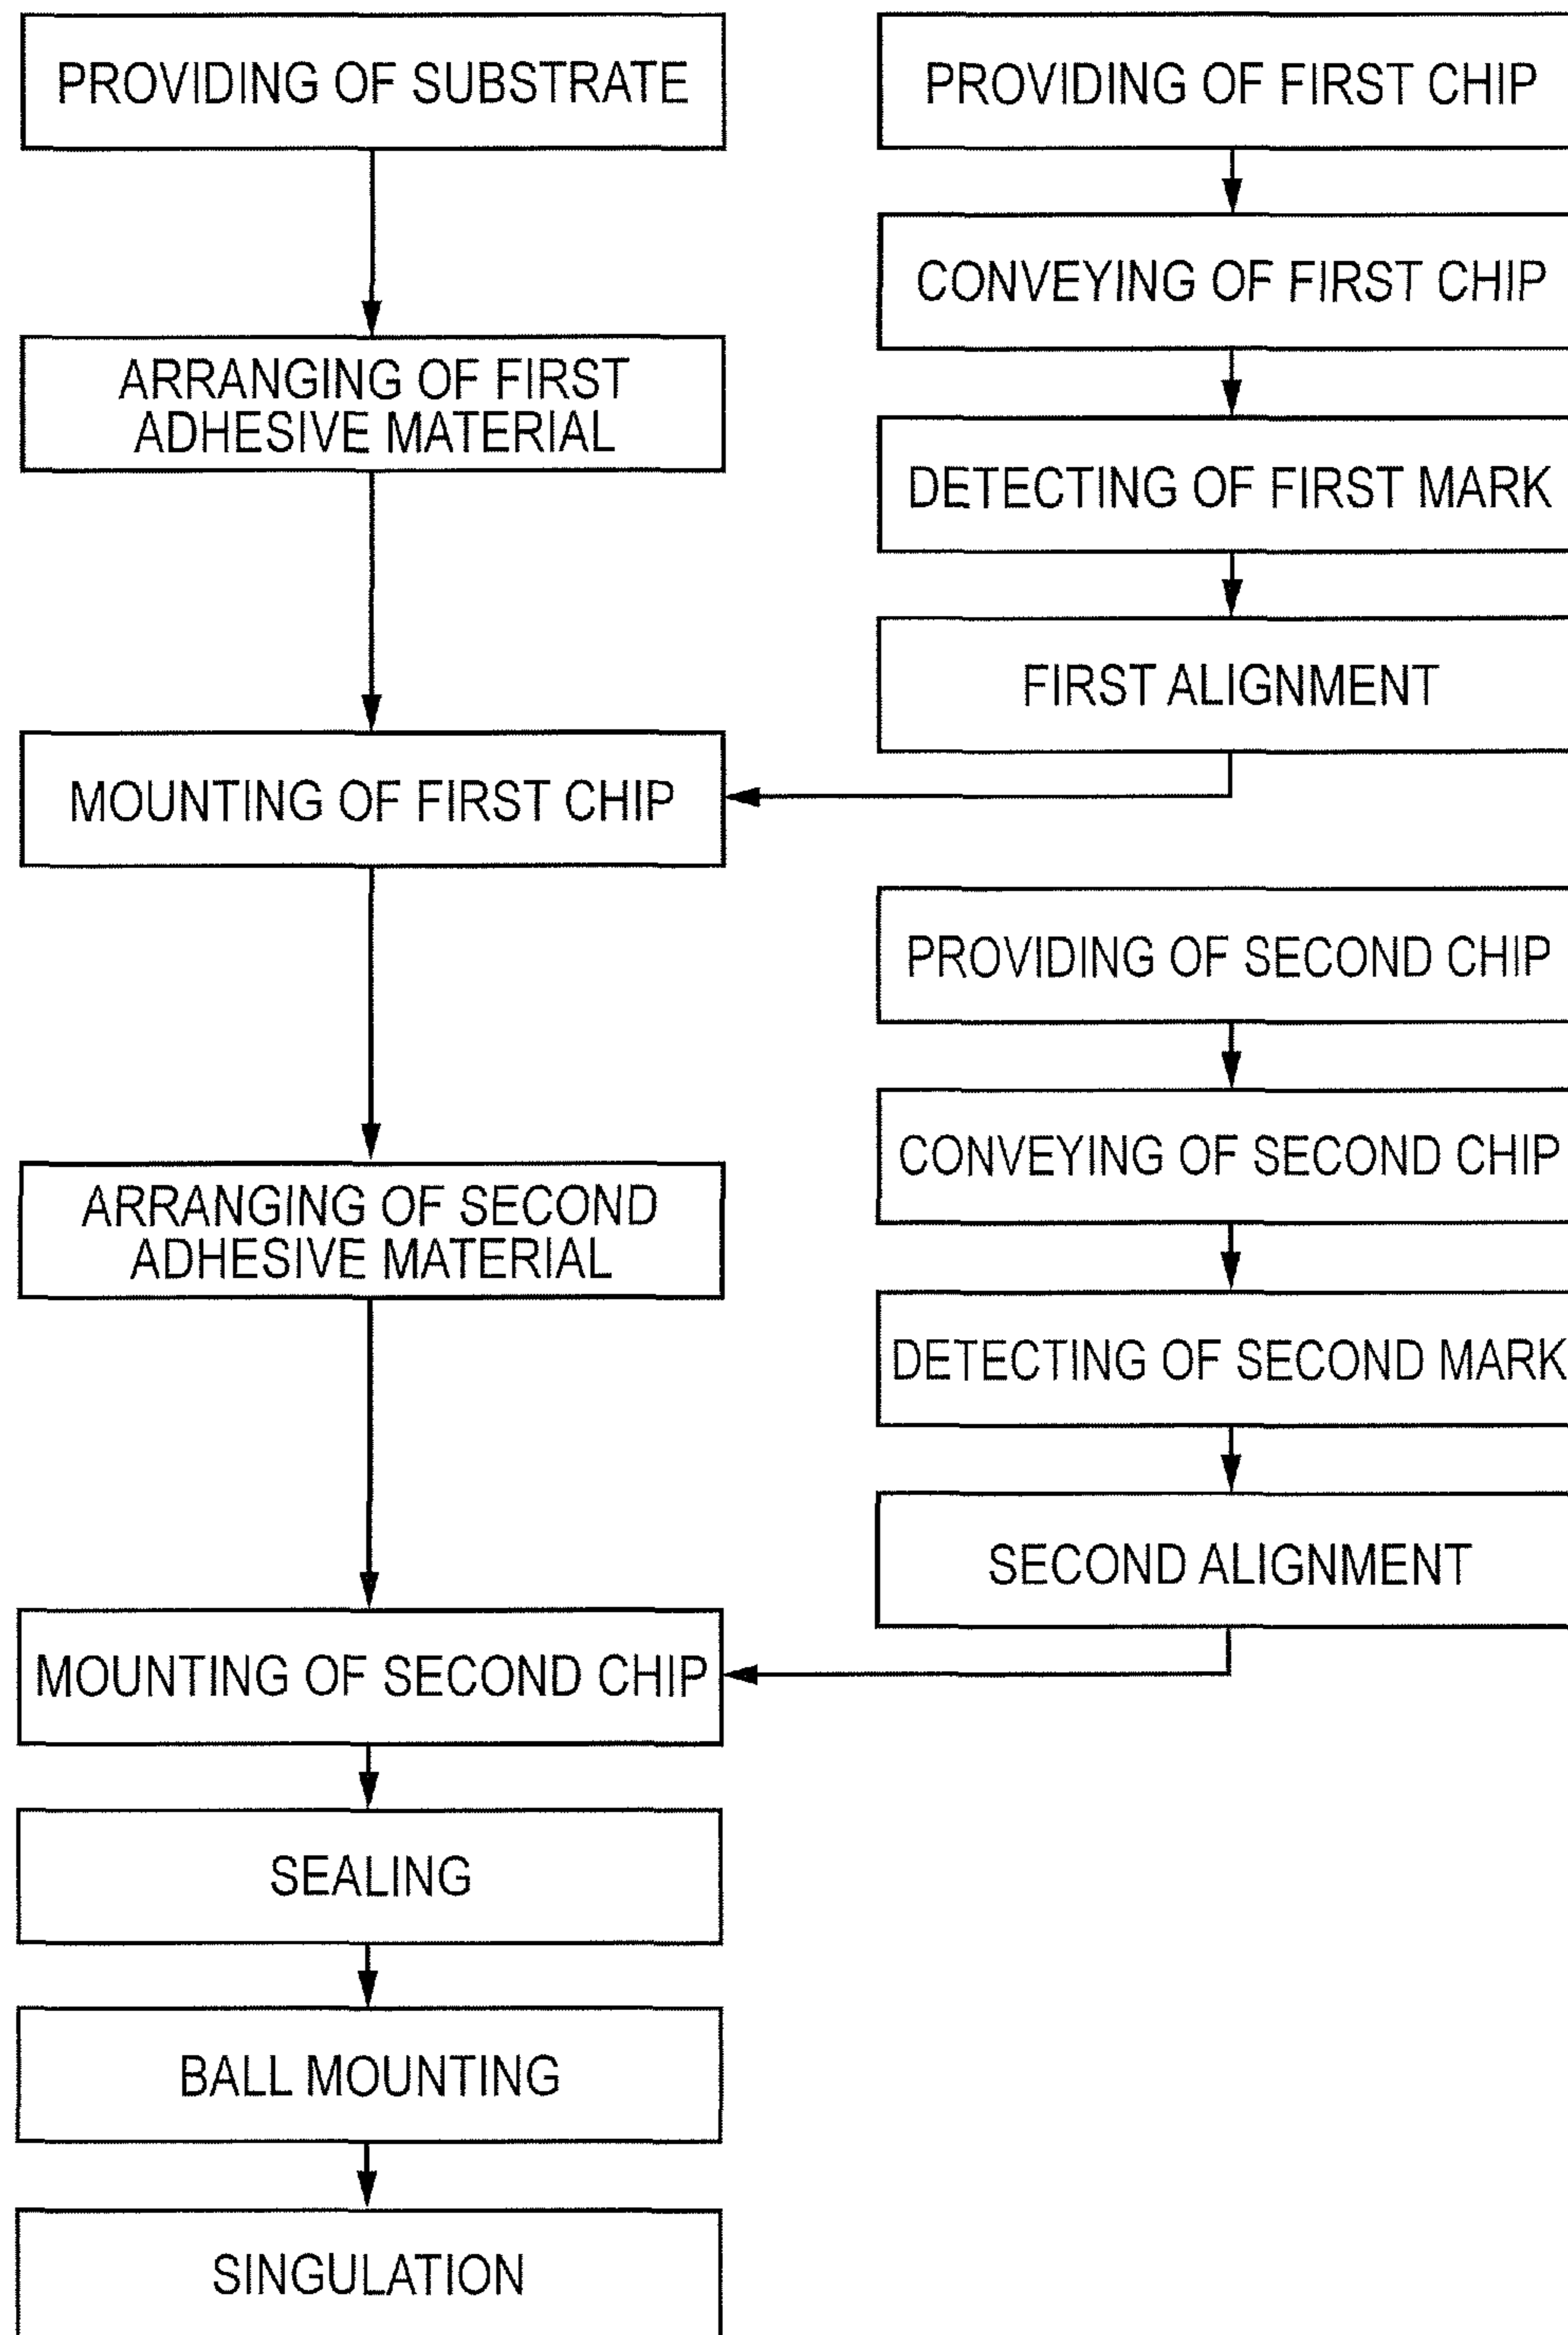 PROVIDING OF SUBSTRATE
ARRANGING OF FIRST
ADHESIVE MATERIAL
MOUNTING OF FIRST CHIP
ARRANGING OF SECOND
ADHESIVE MATERIAL
MOUNTING OF SECOND CHIP
SEALING
BALL MOUNTING
SINGULATION
PROVIDING OF FIRST CHIP
CONVEYING OF FIRST CHIP
DETECTING OF FIRST MARK
FIRST ALIGNMENT
PROVIDING OF SECOND CHIP
CONVEYING OF SECOND CHIP
DETECTING OF SECOND MARK
SECOND ALIGNMENT